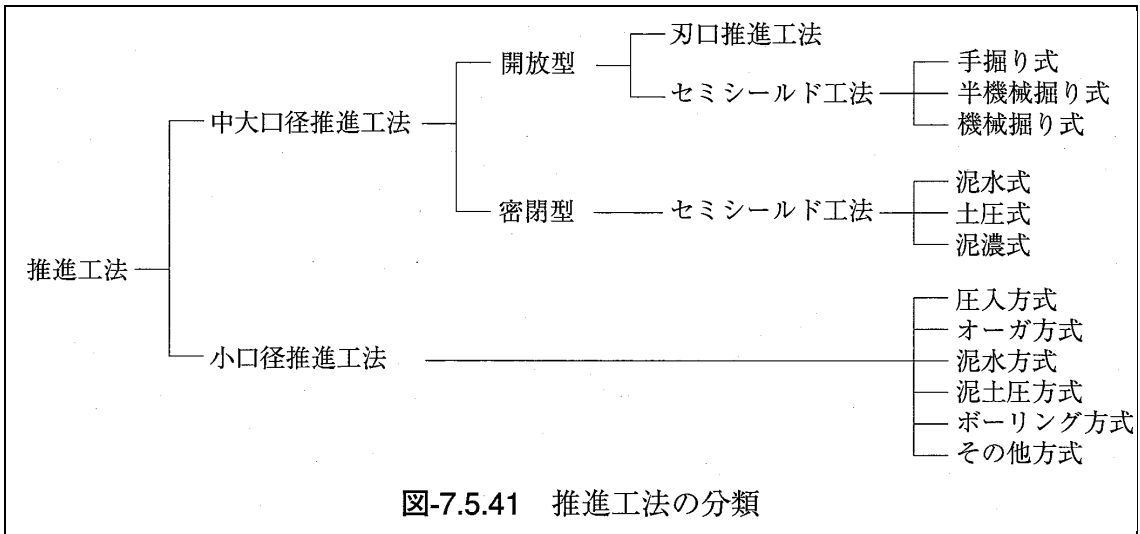 刃口推進工法
開放型
セミシールド工法
手掘り式
半機械掘り式
機械掘り式
中大口径推進工法
密閉型
セミシールド工法
泥水式
土圧式
泥濃式
推進工法
小口径推進工法
圧入方式
オーガ方式
泥水方式
泥土圧方式
ボーリング方式
その他方式
図-7.5.41 推進工法の分類